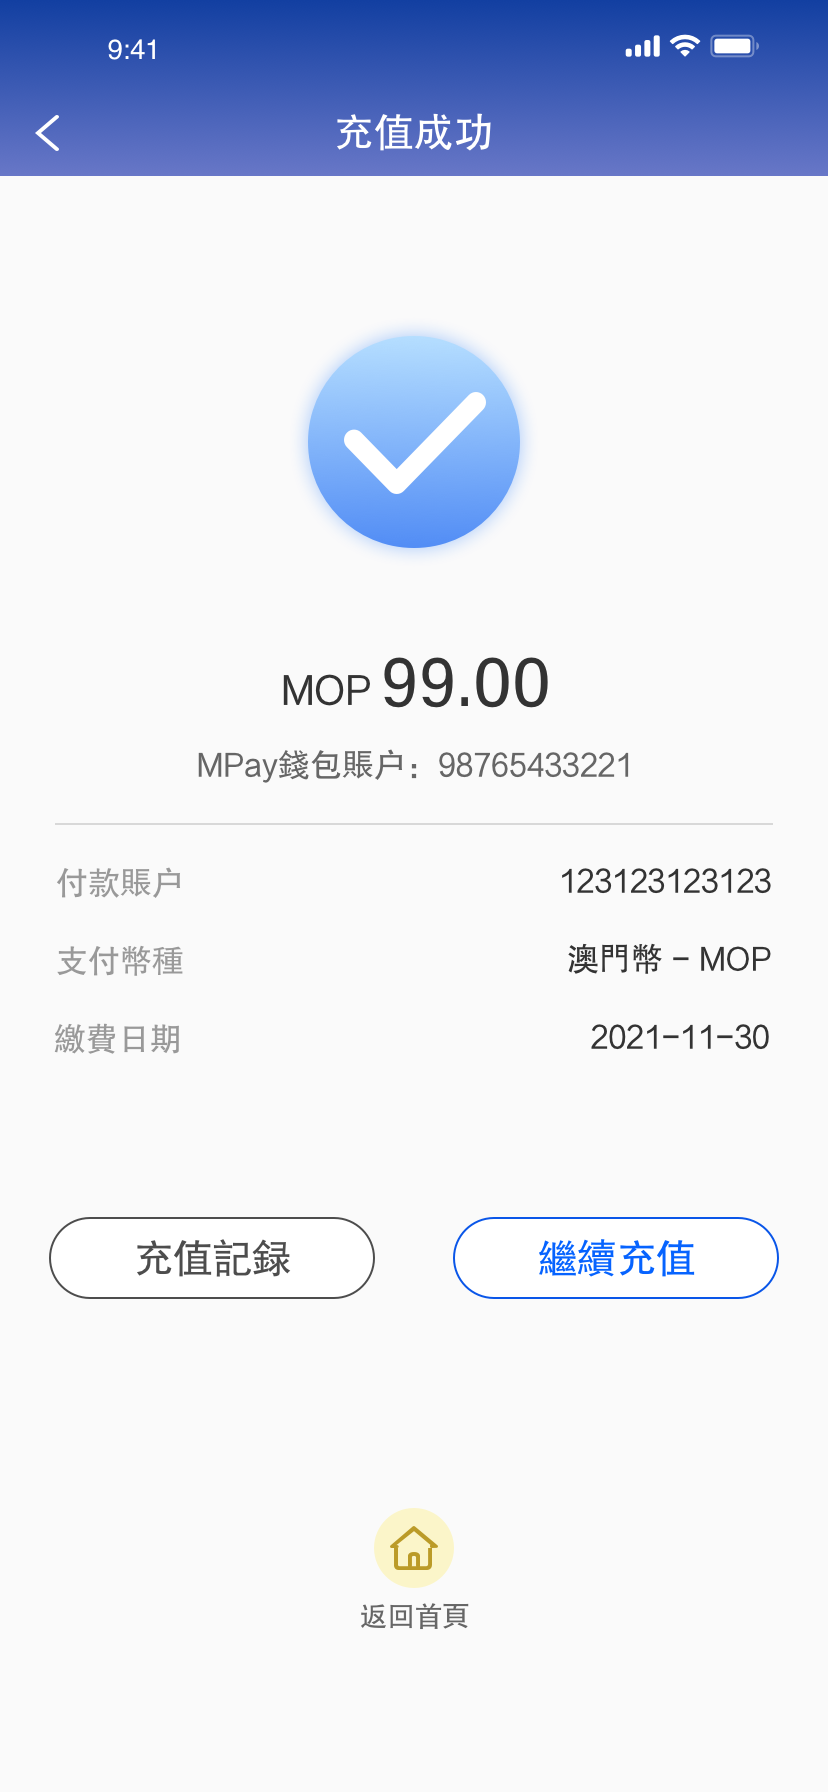 9:41
充值成功
MOP 99.00
MPay錢包賬户：98765433221
付款賬户 123123123123
支付幣種 澳門幣 - MOP
繳費日期 2021-11-30
充值記録 繼續充值
返回首頁